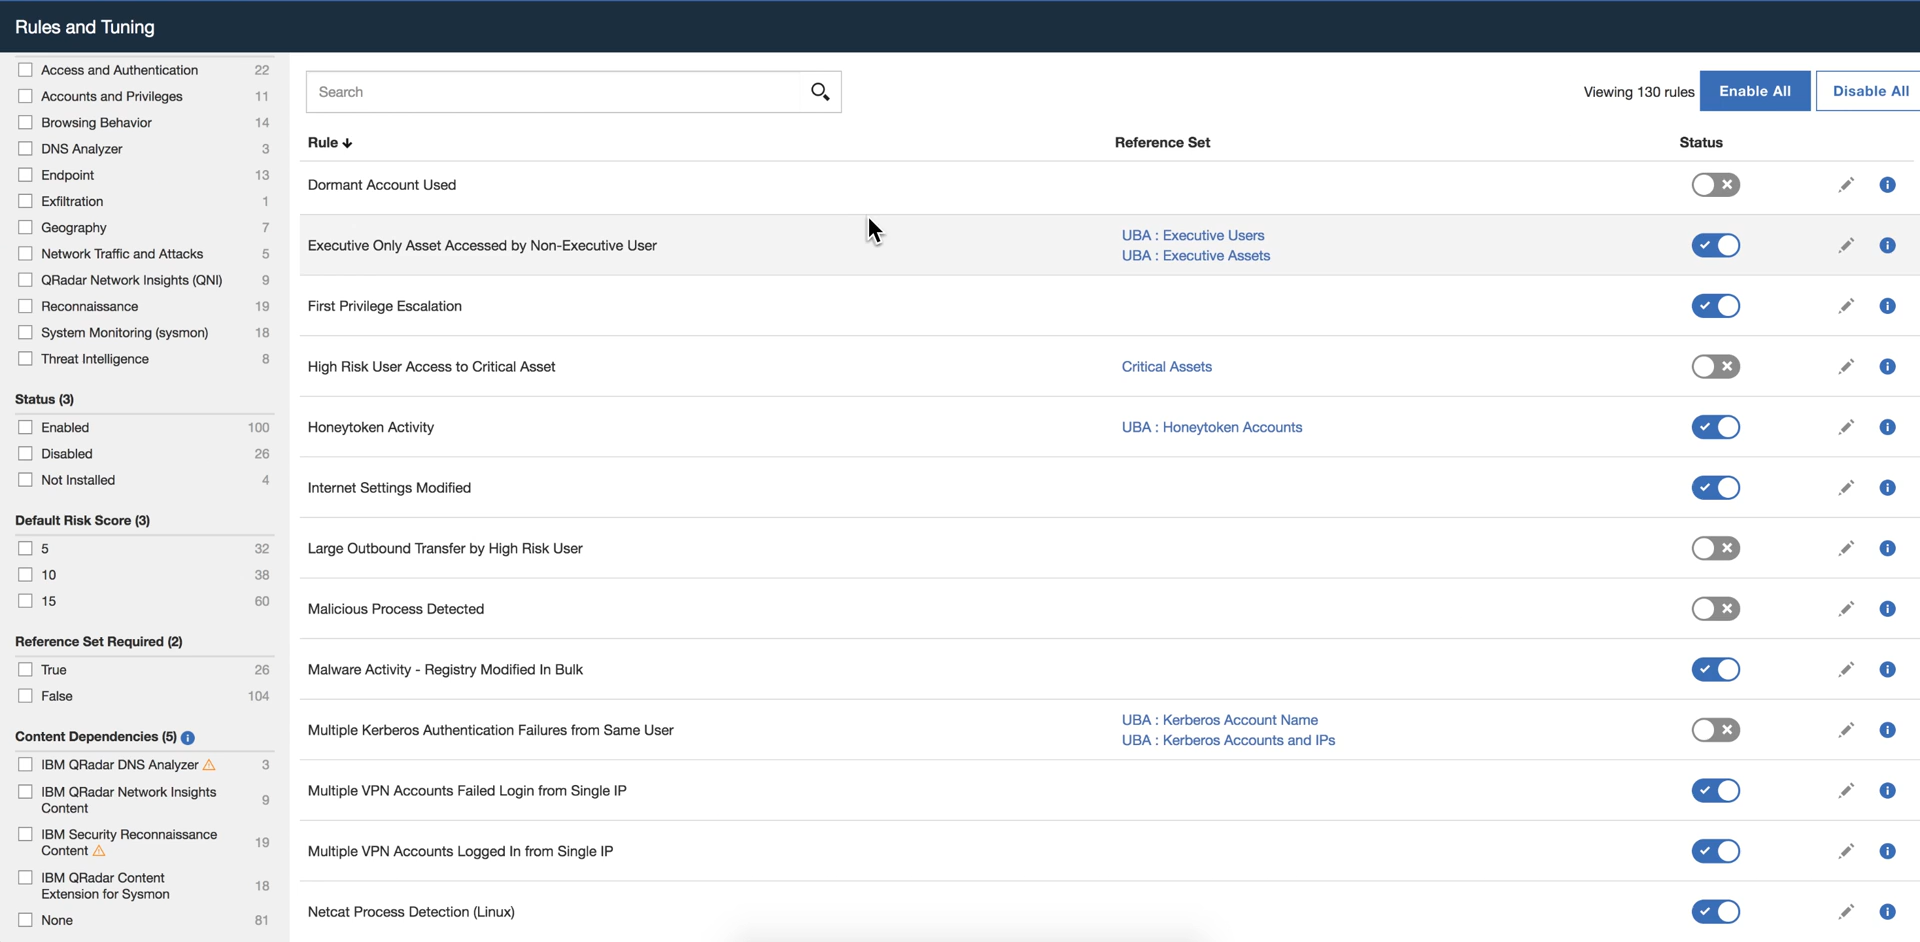 Rules and Tuning
Access and Authentication 22
Accounts and Privileges 11
Browsing Behavior 14
DNS Analyzer 3
Endpoint 13
Exfiltration 1
Geography 7
Network Traffic and Attacks 5
QRadar Network Insights (QNI) 9
Reconnaissance 19
System Monitoring (sysmon) 18
Threat Intelligence 8
Status (3)
Enabled 100
Disabled 26
Not Installed 4
Default Risk Score (3)
5 32
10 38
15 60
Reference Set Required (2)
True 26
False 104
Content Dependencies (5)
IBM QRadar DNS Analyzer 3
IBM QRadar Network Insights
Content 9
IBM Security Reconnaissance
Content 19
IBM QRadar Content
Extension for Sysmon 18
None 81
Search
Viewing 130 rules Enable All Disable All
Rule Reference Set Status
Dormant Account Used
Executive Only Asset Accessed by Non-Executive User
UBA : Executive Users
UBA : Executive Assets
First Privilege Escalation
High Risk User Access to Critical Asset Critical Assets
Honeytoken Activity UBA : Honeytoken Accounts
Internet Settings Modified
Large Outbound Transfer by High Risk User
Malicious Process Detected
Malware Activity - Registry Modified In Bulk
Multiple Kerberos Authentication Failures from Same User
UBA : Kerberos Account Name
UBA : Kerberos Accounts and IPs
Multiple VPN Accounts Failed Login from Single IP
Multiple VPN Accounts Logged In from Single IP
Netcat Process Detection (Linux)